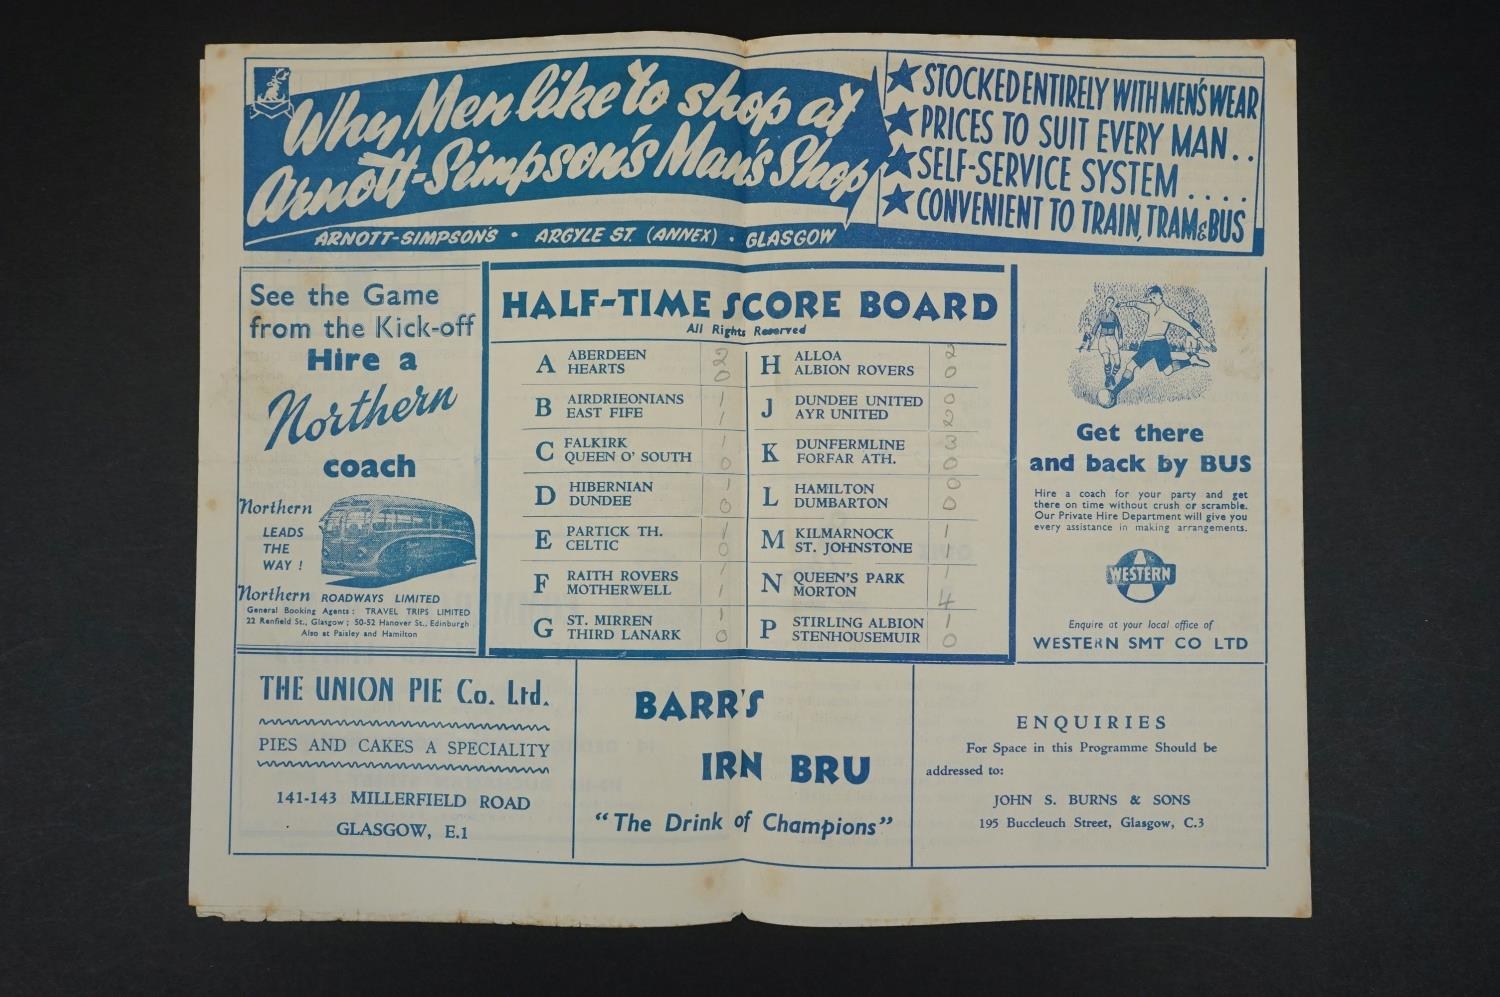 Why Men like to shop at
Arnott-Simpson's Man's Shop
ARNOTT-SIMPSON'S · ARGYLE ST. (ANNEX) · GLASGOW
★ STOCKED ENTIRELY WITH MEN'S WEAR
★ PRICES TO SUIT EVERY MAN..
★ SELF-SERVICE SYSTEM ....
★ CONVENIENT TO TRAIN, TRAM & BUS
See the Game
from the Kick-off
Hire a
Northern
coach
Northern
LEADS
THE
WAY !
Northern ROADWAYS LIMITED
General Booking Agents : TRAVEL TRIPS LIMITED
22 Renfield St., Glasgow ; 50-52 Hanover St., Edinburgh
Also at Paisley and Hamilton
HALF-TIME SCORE BOARD
All Rights Reserved
A ABERDEEN 2
HEARTS 0
B AIRDRIEONIANS 1
EAST FIFE 1
C FALKIRK 1
QUEEN O' SOUTH 0
D HIBERNIAN 1
DUNDEE 0
E PARTICK TH. 1
CELTIC 0
F RAITH ROVERS 1
MOTHERWELL 1
G ST. MIRREN 1
THIRD LANARK 0
H ALLOA 2
ALBION ROVERS 0
J DUNDEE UNITED 0
AYR UNITED 2
K DUNFERMLINE 3
FORFAR ATH. 0
L HAMILTON 0
DUMBARTON 0
M KILMARNOCK 1
ST. JOHNSTONE 1
N QUEEN'S PARK 1
MORTON 4
P STIRLING ALBION 1
STENHOUSEMUIR 0
Get there
and back by BUS
Hire a coach for your party and get
there on time without crush or scramble.
Our Private Hire Department will give you
every assistance in making arrangements.
WESTERN
Enquire at your local office of
WESTERN SMT CO LTD
THE UNION PIE Co. Ltd.
PIES AND CAKES A SPECIALITY
141-143 MILLERFIELD ROAD
GLASGOW, E.1
BARR'S
IRN BRU
"The Drink of Champions"
ENQUIRIES
For Space in this Programme Should be
addressed to:
JOHN S. BURNS & SONS
195 Buccleuch Street, Glasgow, C.3